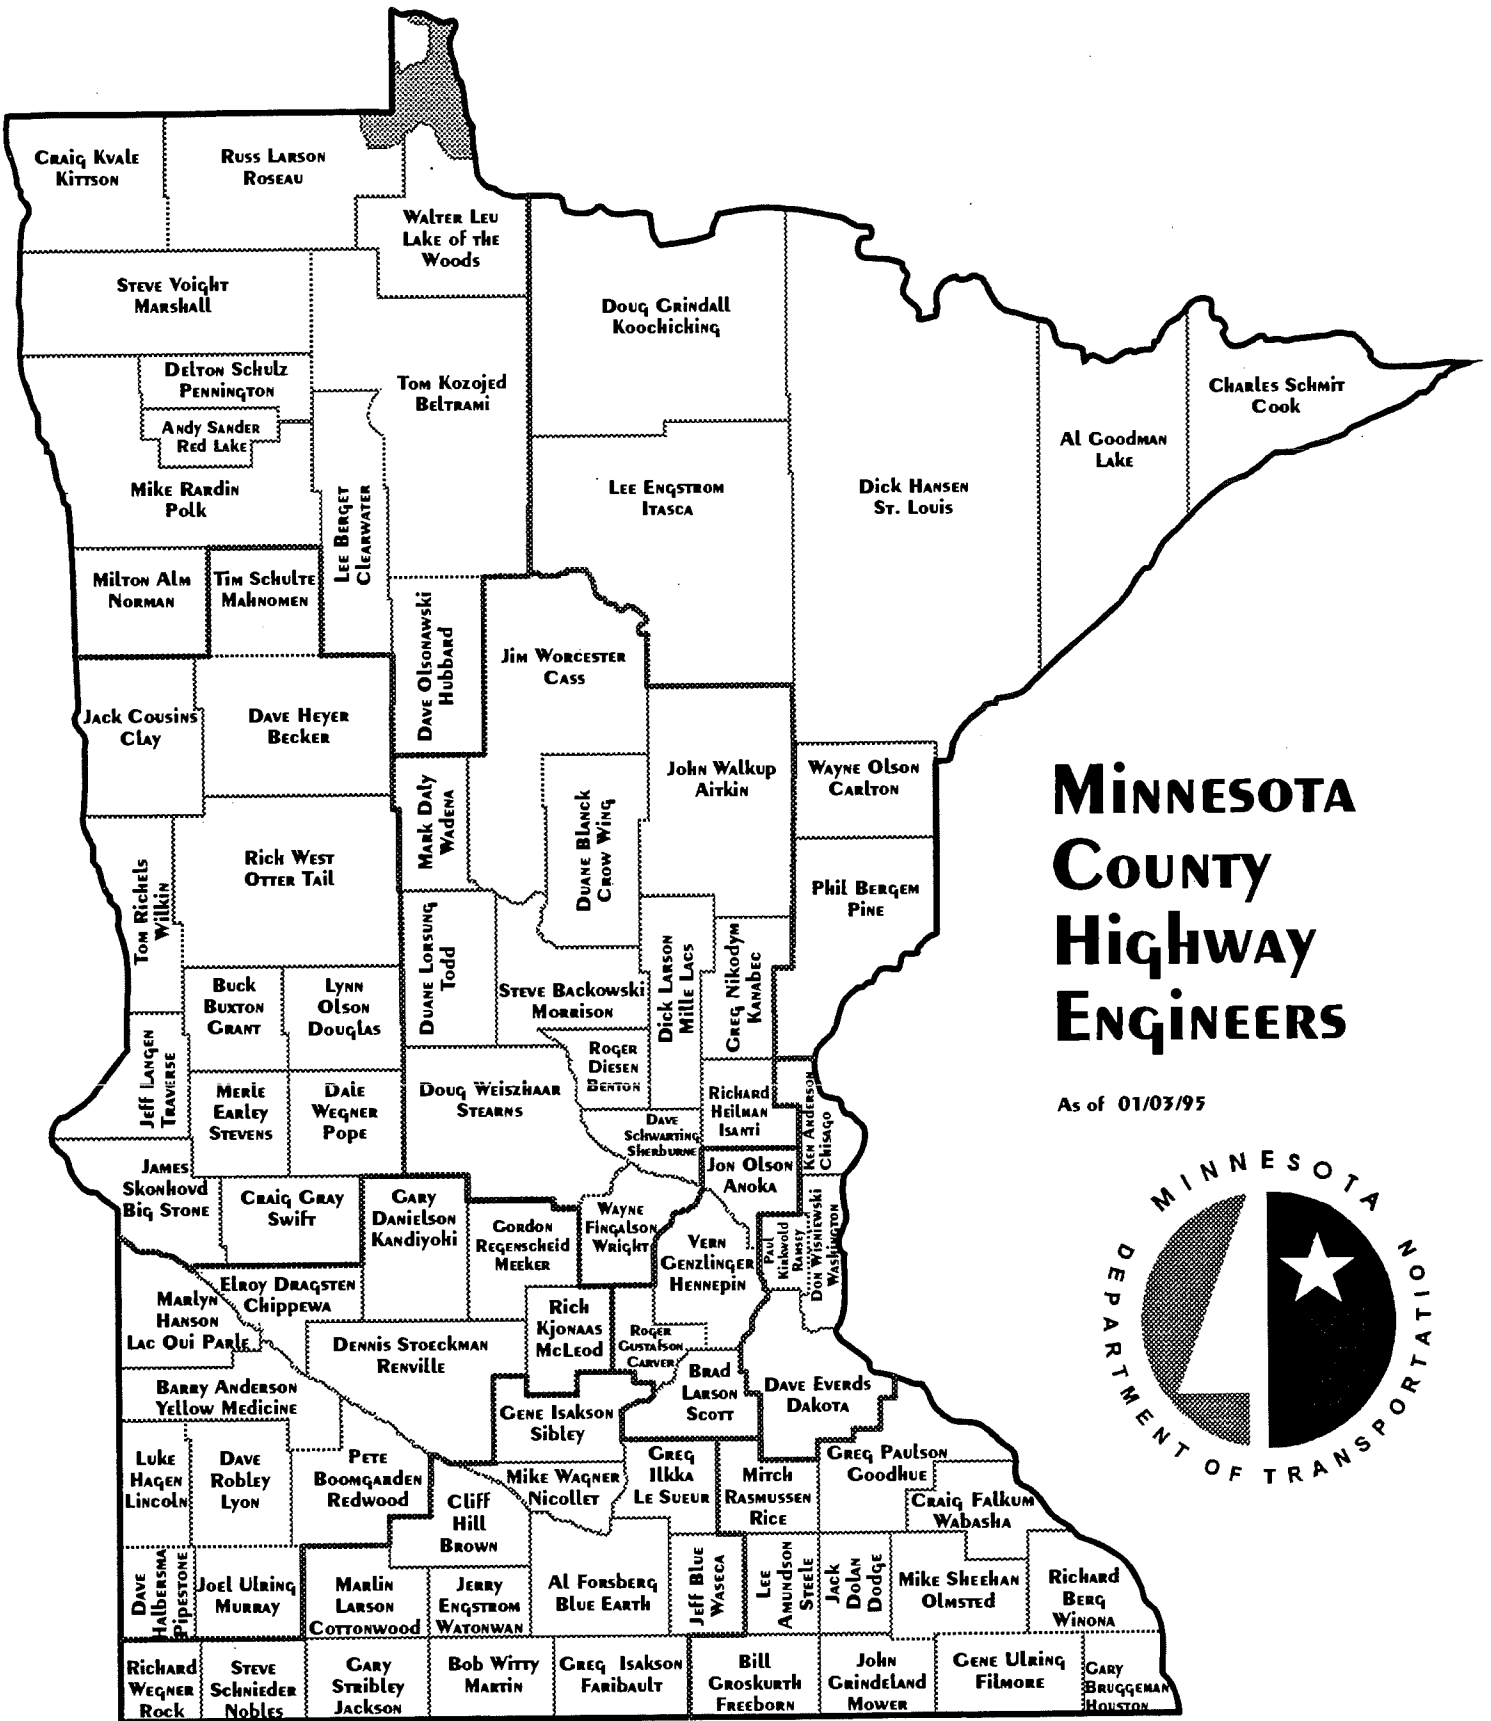 Craig Kvale
Kittson
Russ Larson
Roseau
Walter Leu
Lake of the
Woods
Steve Voight
Marshall
Doug Grindall
Koochiching
Delton Schulz
Pennington
Tom Kozojed
Beltrami
Charles Schmit
Cook
Andy Sander
Red Lake
Al Goodman
Lake
Mike Rardin
Polk
Lee Berget
Clearwater
Lee Engstrom
Itasca
Dick Hansen
St. Louis
Milton Alm
Norman
Tim Schulte
Mahnomen
Dave Olsonawski
Hubbard
Jim Worcester
Cass
Jack Cousins
Clay
Dave Heyer
Becker
Mark Daly
Wadena
Duane Blanck
Crow Wing
John Walkup
Aitkin
Wayne Olson
Carlton
Minnesota
County
Highway
Engineers
As of 01/03/95
Tom Richels
Wilkin
Rich West
Otter Tail
Phil Bergem
Pine
Duane Lorsung
Todd
Steve Backowski
Morrison
Dick Larson
Mille Lacs
Greg Nikodym
Kanabec
Buck
Buxton
Grant
Lynn
Olson
Douglas
Jeff Langen
Traverse
Merle
Earley
Stevens
Dale
Wegner
Pope
Doug Weiszhaar
Stearns
Roger
Diesen
Benton
Richard
Heilman
Isanti
Ken Anderson
Chisago
Dave
Schwarting
Sherburne
James
Skonhovd
Big Stone
Craig Gray
Swift
Gary
Danielson
Kandiyohi
Gordon
Regenscheid
Meeker
Wayne
Fingalson
Wright
Jon Olson
Anoka
Vern
Genzlinger
Hennepin
Paul
Kirkwold
Ramsey
Don Wisniewski
Washington
Marlyn
Hanson
Lac Qui Parle
Elroy Dragsten
Chippewa
Dennis Stoeckman
Renville
Rich
Kjonaas
McLeod
Roger
Gustafson
Carver
Brad
Larson
Scott
Dave Everds
Dakota
Barry Anderson
Yellow Medicine
Gene Isakson
Sibley
Luke
Hagen
Lincoln
Dave
Robley
Lyon
Pete
Boomgarden
Redwood
Cliff
Hill
Brown
Mike Wagner
Nicollet
Greg
Ilkka
Le Sueur
Mitch
Rasmussen
Rice
Greg Paulson
Goodhue
Craig Falkum
Wabasha
Dave
Halbersma
Pipestone
Joel Ulring
Murray
Marlin
Larson
Cottonwood
Jerry
Engstrom
Watonwan
Al Forsberg
Blue Earth
Jeff Blue
Waseca
Lee
Amundson
Steele
Jack
Dolan
Dodge
Mike Sheehan
Olmsted
Richard
Berg
Winona
Richard
Wegner
Rock
Steve
Schnieder
Nobles
Gary
Stribley
Jackson
Bob Witty
Martin
Greg Isakson
Faribault
Bill
Groskurth
Freeborn
John
Grindeland
Mower
Gene Ulring
Filmore
Gary
Bruggeman
Houston
MINNESOTA
DEPARTMENT OF TRANSPORTATION